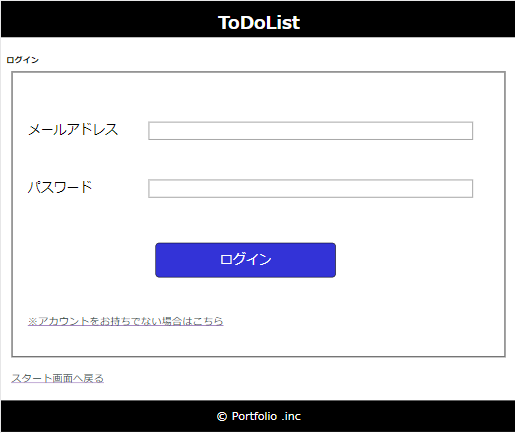 ToDoList
ログイン
メールアドレス
パスワード
ログイン
※アカウントをお持ちでない場合はこちら
スタート画面へ戻る
© Portfolio .inc